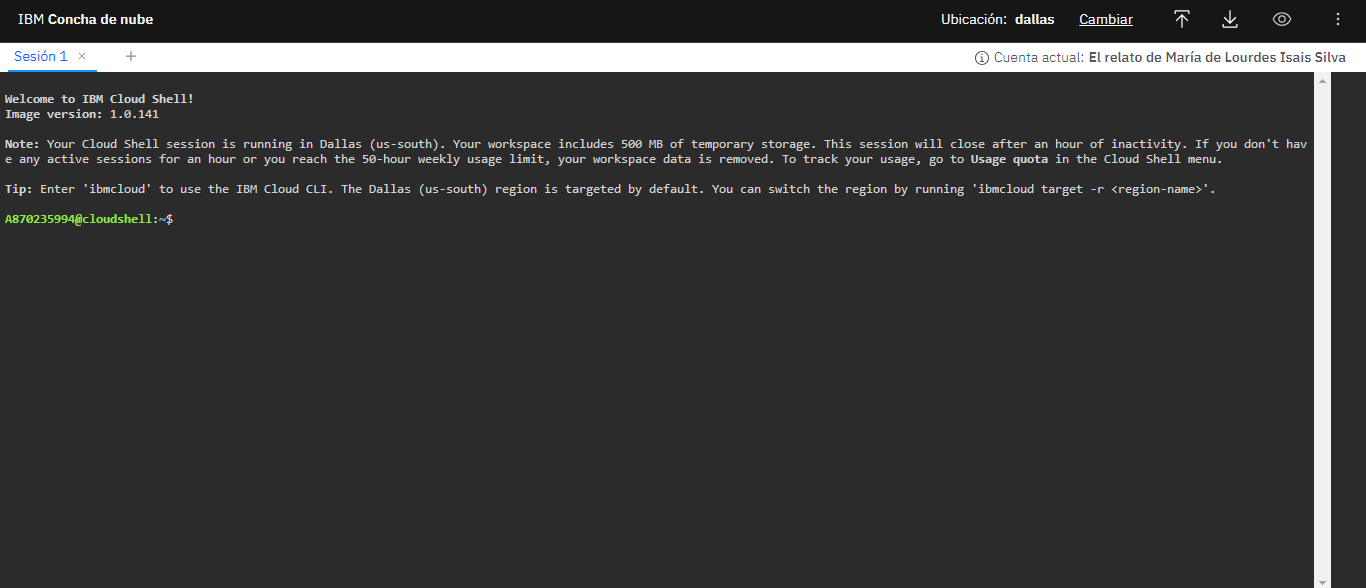 IBM Concha de nube
Ubicación: dallas Cambiar
Sesión 1
Cuenta actual: El relato de María de Lourdes Isais Silva
Welcome to IBM Cloud Shell!
Image version: 1.0.141
Note: Your Cloud Shell session is running in Dallas (us-south). Your workspace includes 500 MB of temporary storage. This session will close after an hour of inactivity. If you don't hav
e any active sessions for an hour or you reach the 50-hour weekly usage limit, your workspace data is removed. To track your usage, go to Usage quota in the Cloud Shell menu.
Tip: Enter 'ibmcloud' to use the IBM Cloud CLI. The Dallas (us-south) region is targeted by default. You can switch the region by running 'ibmcloud target -r <region-name>'.
A870235994@cloudshell:~$